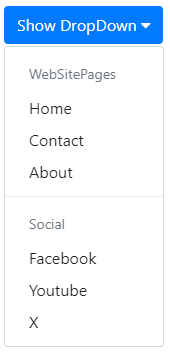 Show DropDown
WebSitePages
Home
Contact
About
Social
Facebook
Youtube
X